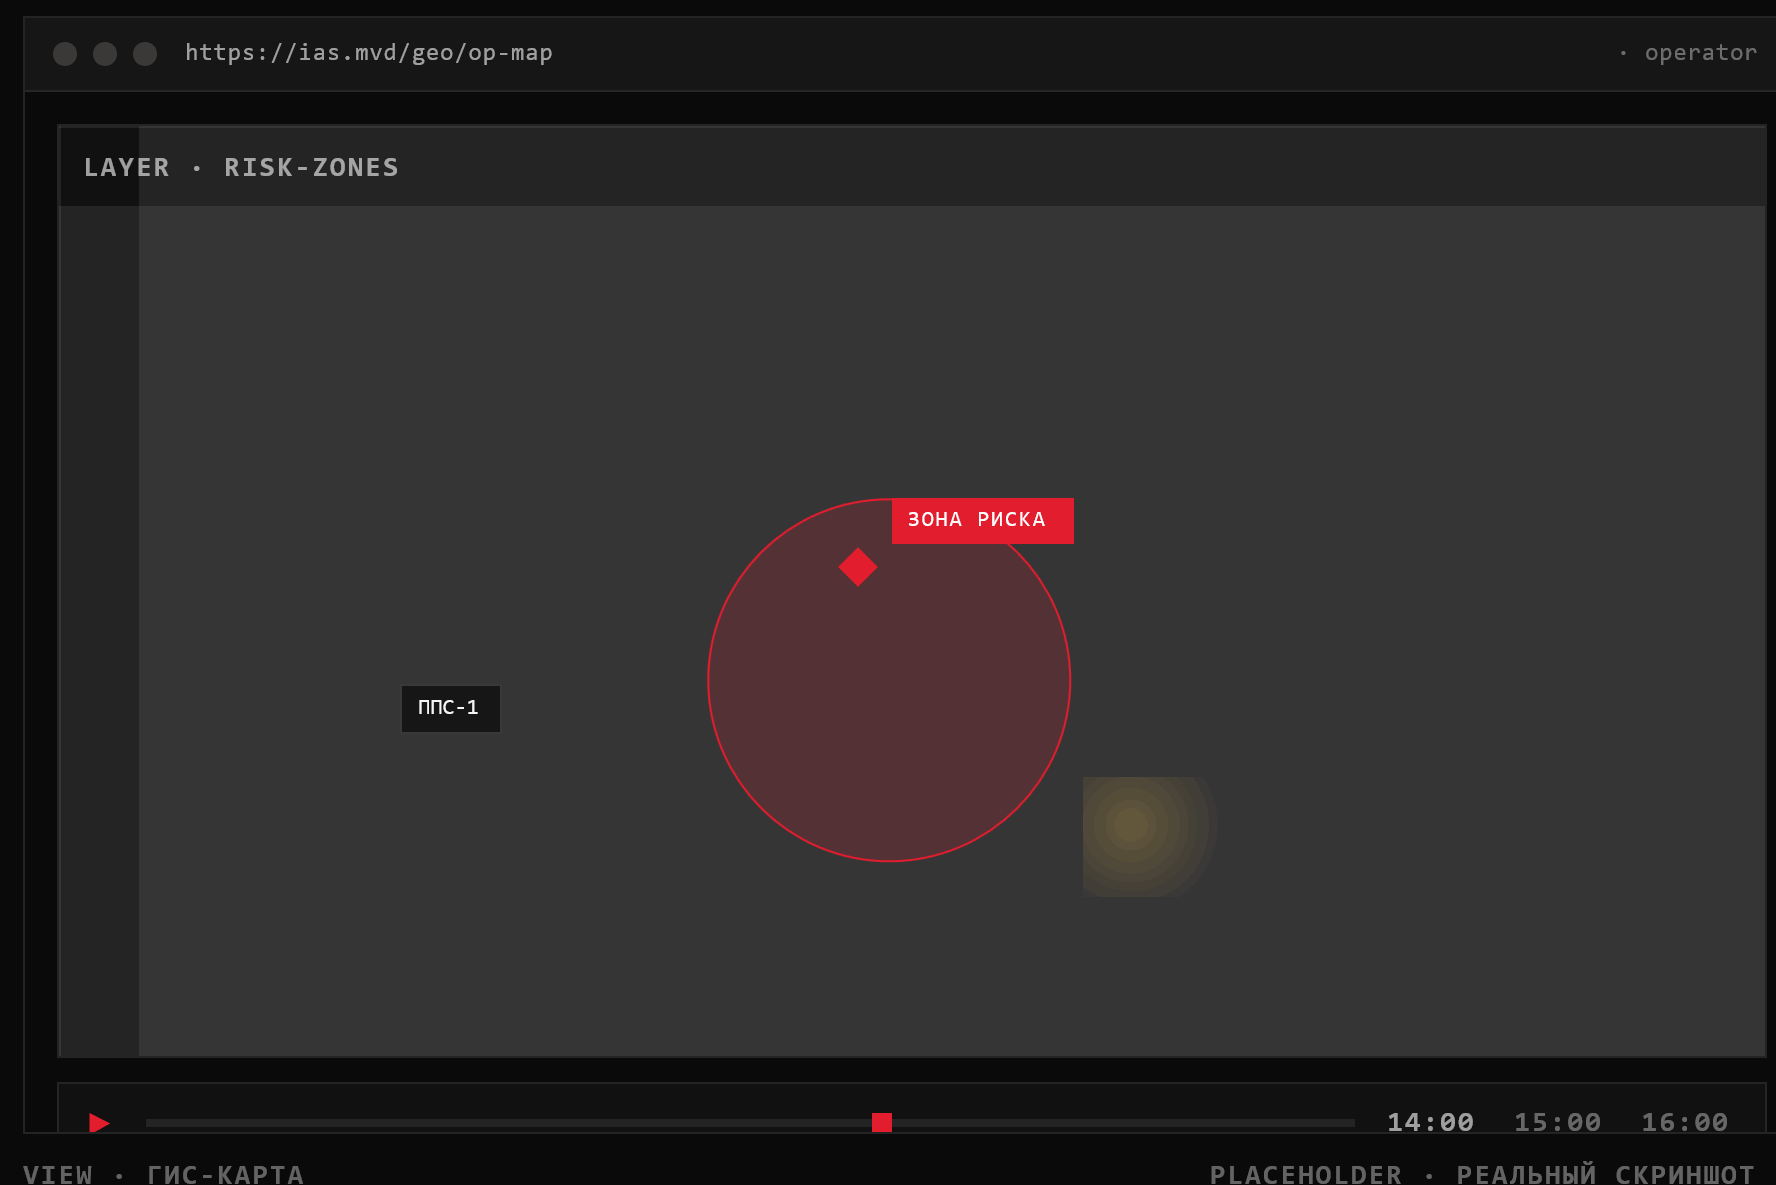 https://ias.mvd/geo/op-map
· operator
LAYER · RISK-ZONES
ЗОНА РИСКА
ППС-1
14:00 15:00 16:00
VIEW · ГИС-КАРТА
PLACEHOLDER · РЕАЛЬНЫЙ СКРИНШОТ